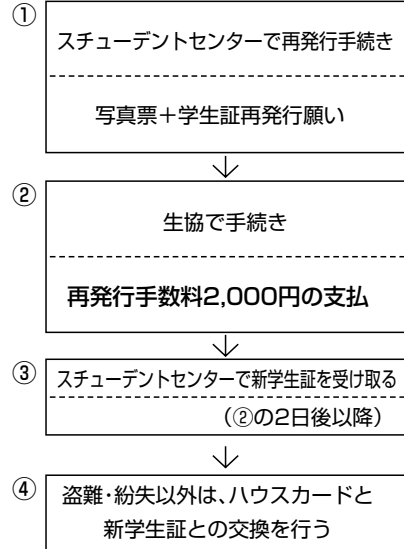 ①
スチューデントセンターで再発行手続き
写真票＋学生証再発行願い
②
生協で手続き
再発行手数料2,000円の支払
③
スチューデントセンターで新学生証を受け取る
（②の2日後以降）
④
盗難・紛失以外は、ハウスカードと
新学生証との交換を行う